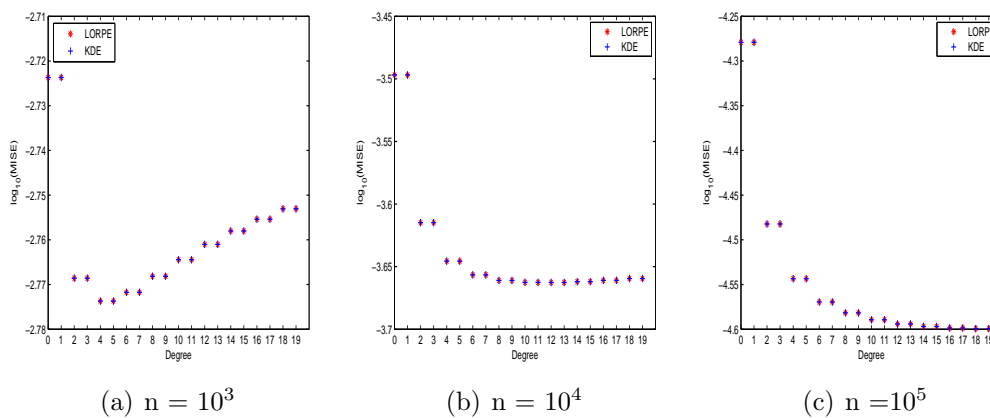 −2.71
−2.72
−2.73
−2.74
−2.75
−2.76
−2.77
−2.78
log10(MISE)
LORPE
KDE
0 1 2 3 4 5 6 7 8 9 10 11 12 13 14 15 16 17 18 19
Degree
(a) n = 10³
−3.45
−3.5
−3.55
−3.6
−3.65
−3.7
log10(MISE)
LORPE
KDE
0 1 2 3 4 5 6 7 8 9 10 11 12 13 14 15 16 17 18 19
Degree
(b) n = 10⁴
−4.25
−4.3
−4.35
−4.4
−4.45
−4.5
−4.55
−4.6
log10(MISE)
LORPE
KDE
0 1 2 3 4 5 6 7 8 9 10 11 12 13 14 15 16 17 18 19
Degree
(c) n =10⁵